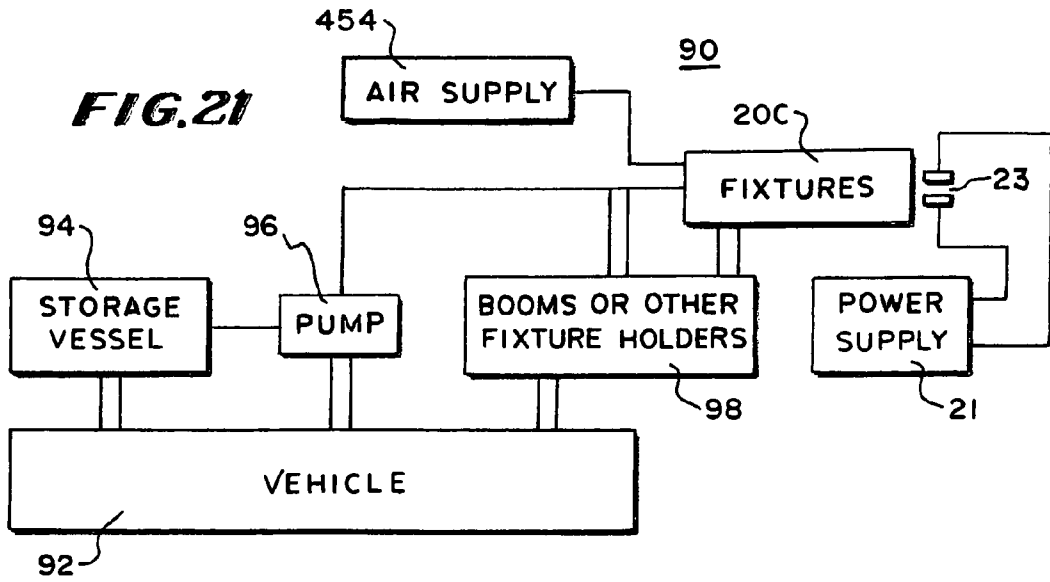 454
90
FIG.21
AIR SUPPLY
20C
FIXTURES
23
94
96
STORAGE
VESSEL
PUMP
BOOMS OR OTHER
FIXTURE HOLDERS
POWER
SUPPLY
98
21
VEHICLE
92